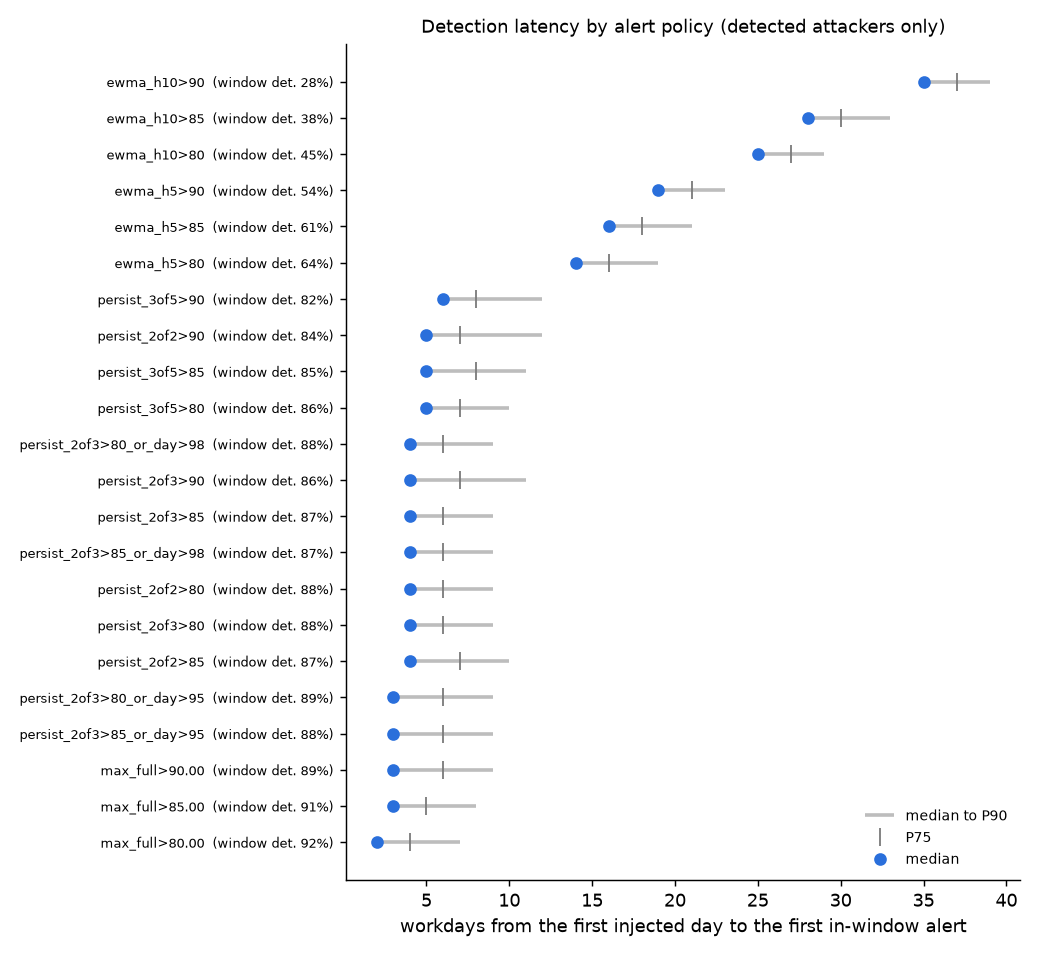 Detection latency by alert policy (detected attackers only)
ewma_h10>90 (window det. 28%)
ewma_h10>85 (window det. 38%)
ewma_h10>80 (window det. 45%)
ewma_h5>90 (window det. 54%)
ewma_h5>85 (window det. 61%)
ewma_h5>80 (window det. 64%)
persist_3of5>90 (window det. 82%)
persist_2of2>90 (window det. 84%)
persist_3of5>85 (window det. 85%)
persist_3of5>80 (window det. 86%)
persist_2of3>80_or_day>98 (window det. 88%)
persist_2of3>90 (window det. 86%)
persist_2of3>85 (window det. 87%)
persist_2of3>85_or_day>98 (window det. 87%)
persist_2of2>80 (window det. 88%)
persist_2of3>80 (window det. 88%)
persist_2of2>85 (window det. 87%)
persist_2of3>80_or_day>95 (window det. 89%)
persist_2of3>85_or_day>95 (window det. 88%)
max_full>90.00 (window det. 89%)
max_full>85.00 (window det. 91%)
max_full>80.00 (window det. 92%)
median to P90
P75
median
5 10 15 20 25 30 35 40
workdays from the first injected day to the first in-window alert